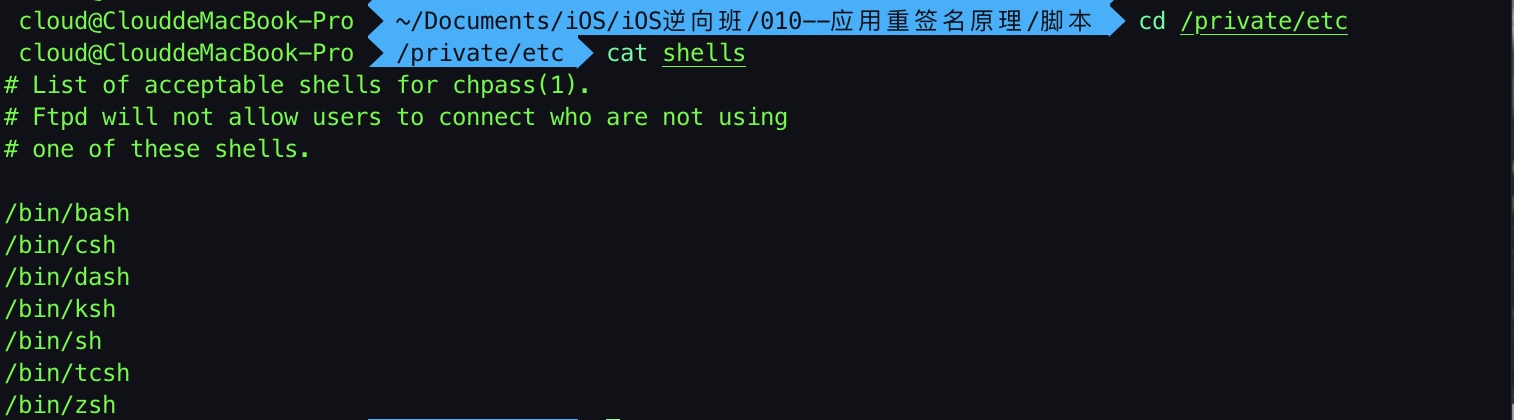 cloud@ClouddeMacBook-Pro ~/Documents/iOS/iOS逆向班/010--应用重签名原理/脚本 cd /private/etc
cloud@ClouddeMacBook-Pro /private/etc cat shells
# List of acceptable shells for chpass(1).
# Ftpd will not allow users to connect who are not using
# one of these shells.
/bin/bash
/bin/csh
/bin/dash
/bin/ksh
/bin/sh
/bin/tcsh
/bin/zsh